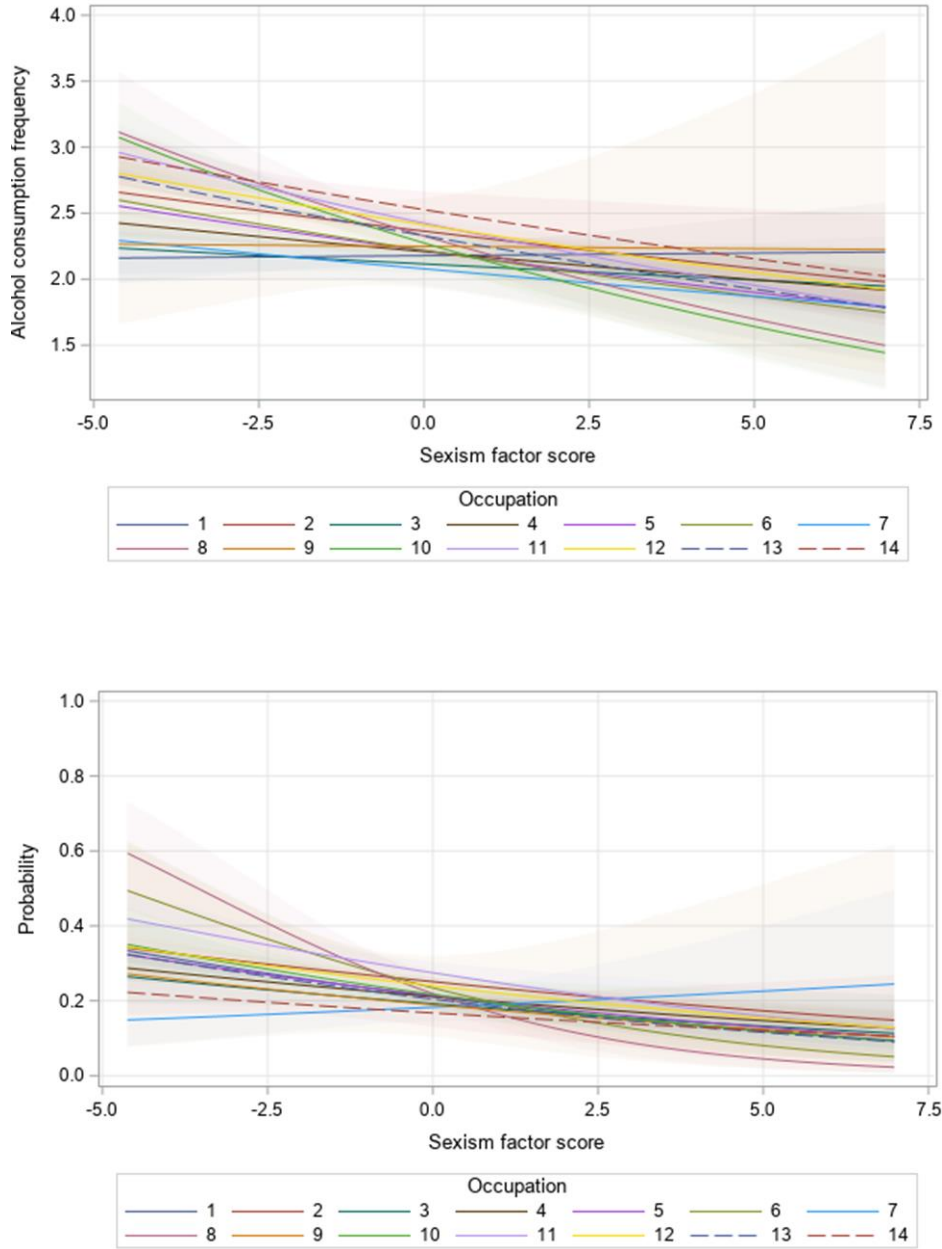 4.0
3.5
3.0
2.5
2.0
1.5
Alcohol consumption frequency
-5.0 -2.5 0.0 2.5 5.0 7.5
Sexism factor score
Occupation
1 2 3 4 5 6 7
8 9 10 11 12 13 14
1.0
0.8
0.6
0.4
0.2
0.0
Probability
-5.0 -2.5 0.0 2.5 5.0 7.5
Sexism factor score
Occupation
1 2 3 4 5 6 7
8 9 10 11 12 13 14